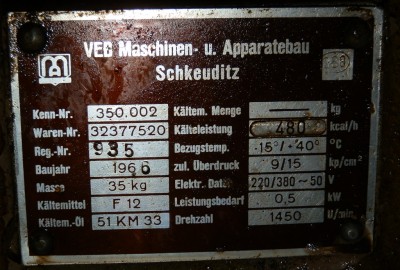 VEB Maschinen- u. Apparatebau
Schkeuditz
Kenn-Nr. 350.002 Kältem. Menge — kg
Waren-Nr. 32377520 Kälteleistung 480 kcal/h
Reg.-Nr. 935 Bezugstemp. -15°/+40° °C
Baujahr 1966 zul. Überdruck 9/15 kp/cm²
Masse 35 kg Elektr. Dat. 220/380 ~50 V
Kältemittel F 12 Leistungsbedarf 0,5 kW
Kältem.-Öl 51 KM 33 Drehzahl 1450 U/min.